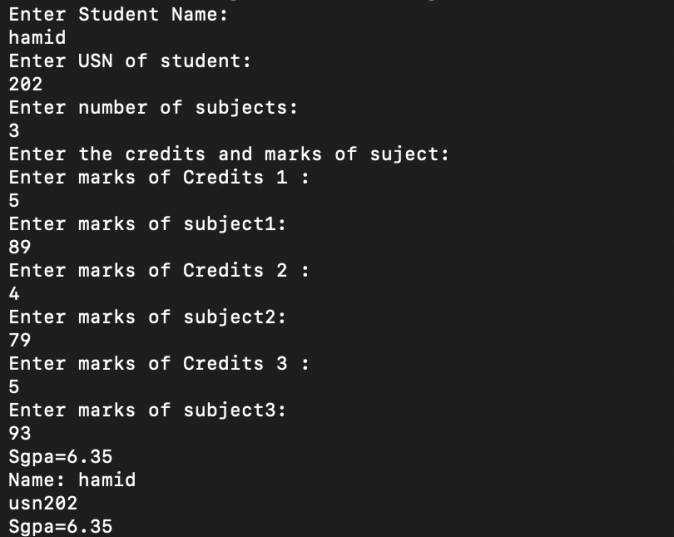 Enter Student Name:
hamid
Enter USN of student:
202
Enter number of subjects:
3
Enter the credits and marks of suject:
Enter marks of Credits 1 :
5
Enter marks of subject1:
89
Enter marks of Credits 2 :
4
Enter marks of subject2:
79
Enter marks of Credits 3 :
5
Enter marks of subject3:
93
Sgpa=6.35
Name: hamid
usn202
Sgpa=6.35